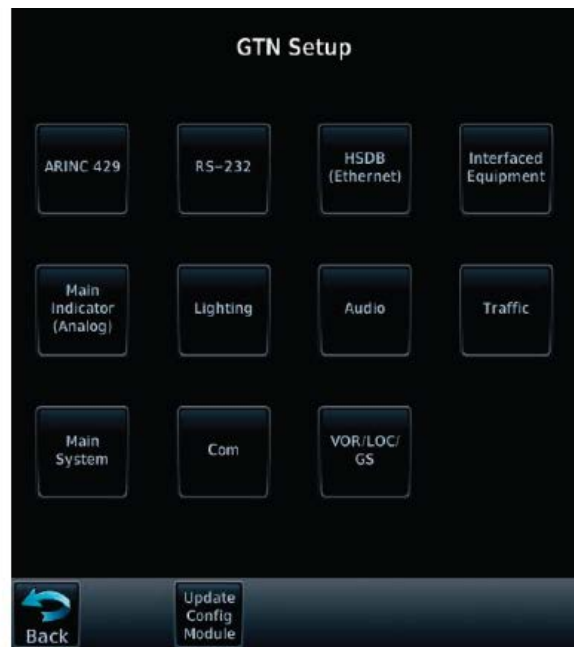 GTN Setup
ARINC 429
RS-232
HSDB
(Ethernet)
Interfaced
Equipment
Main
Indicator
(Analog)
Lighting
Audio
Traffic
Main
System
Com
VOR/LOC/
GS
Back
Update
Config
Module